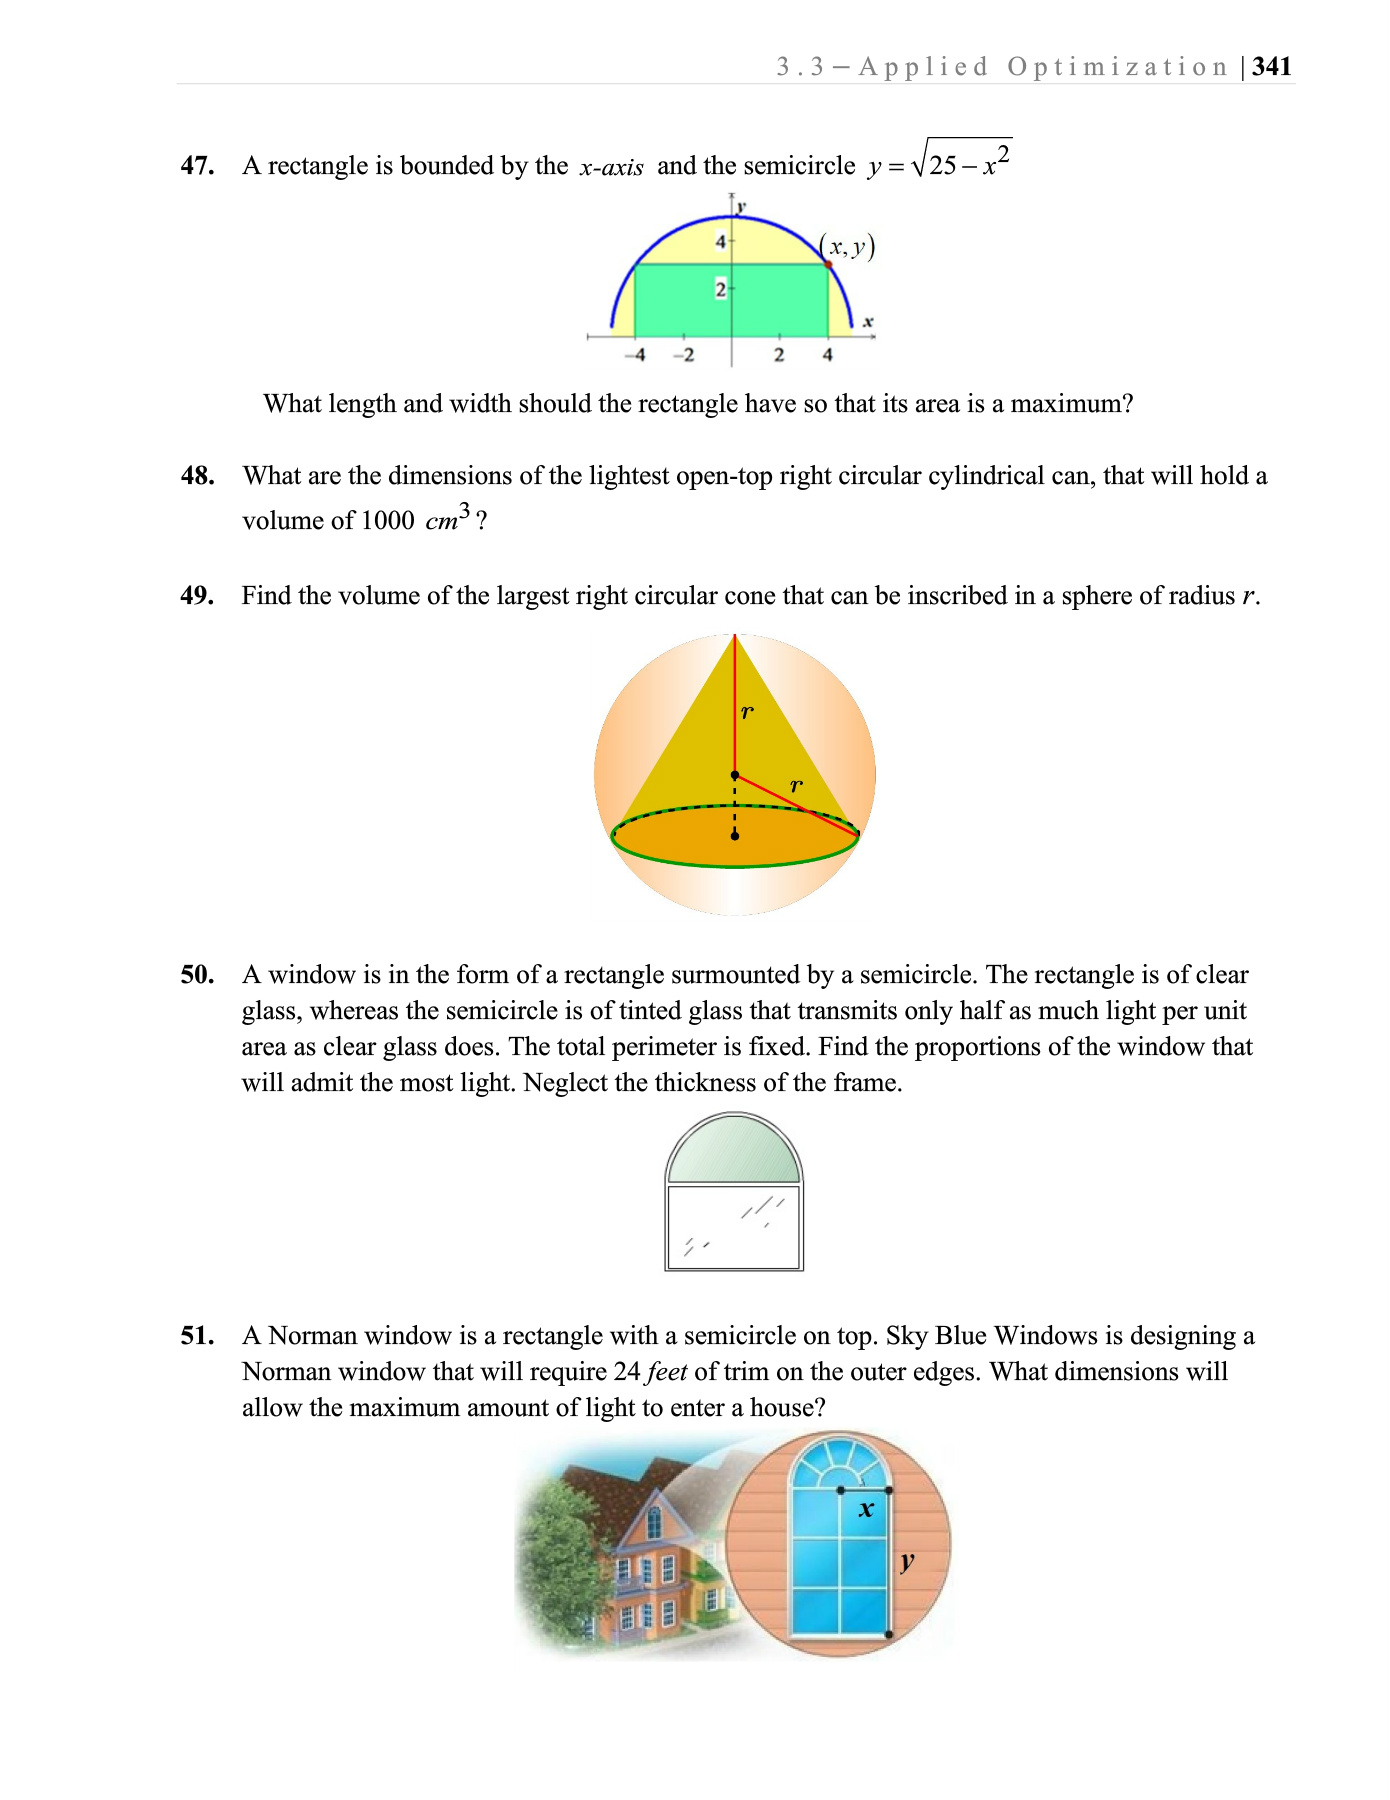 3.3 – Applied Optimization | 341
47. A rectangle is bounded by the x-axis and the semicircle y = √(25 – x²)
y
4
(x, y)
2
x
–4 –2 2 4
What length and width should the rectangle have so that its area is a maximum?
48. What are the dimensions of the lightest open-top right circular cylindrical can, that will hold a
volume of 1000 cm³ ?
49. Find the volume of the largest right circular cone that can be inscribed in a sphere of radius r.
r
r
50. A window is in the form of a rectangle surmounted by a semicircle. The rectangle is of clear
glass, whereas the semicircle is of tinted glass that transmits only half as much light per unit
area as clear glass does. The total perimeter is fixed. Find the proportions of the window that
will admit the most light. Neglect the thickness of the frame.
51. A Norman window is a rectangle with a semicircle on top. Sky Blue Windows is designing a
Norman window that will require 24 feet of trim on the outer edges. What dimensions will
allow the maximum amount of light to enter a house?
x
y